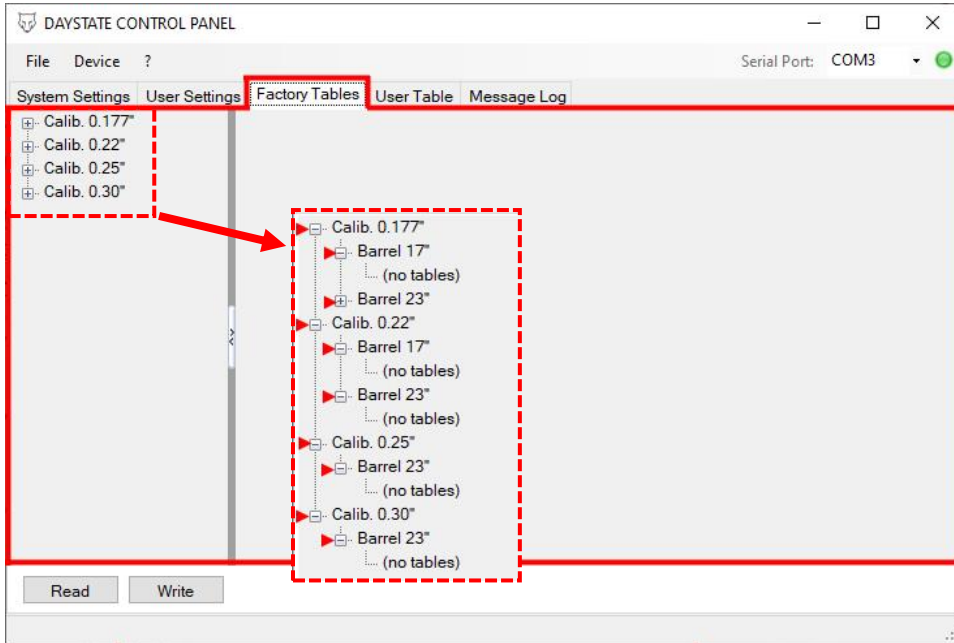 DAYSTATE CONTROL PANEL
File Device ? Serial Port: COM3
System Settings User Settings Factory Tables User Table Message Log
Calib. 0.177"
Calib. 0.22"
Calib. 0.25"
Calib. 0.30"
Calib. 0.177"
Barrel 17"
(no tables)
Barrel 23"
Calib. 0.22"
Barrel 17"
(no tables)
Barrel 23"
(no tables)
Calib. 0.25"
Barrel 23"
(no tables)
Calib. 0.30"
Barrel 23"
(no tables)
Read Write